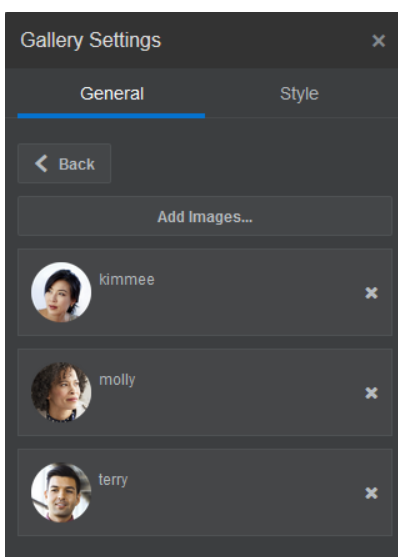 Gallery Settings
General Style
Back
Add Images...
kimmee
molly
terry